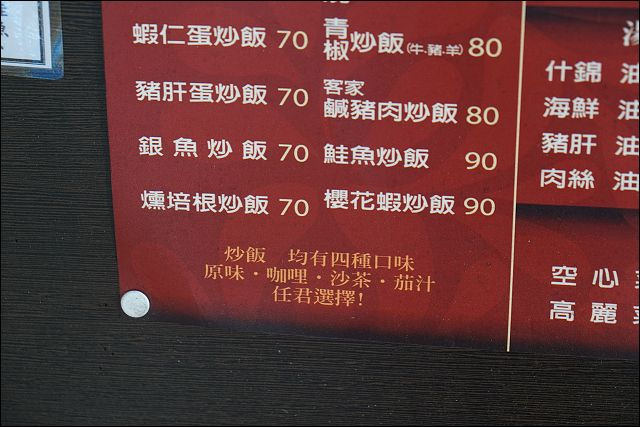 蝦仁蛋炒飯 70
豬肝蛋炒飯 70
銀魚炒飯 70
燻培根炒飯 70
青椒炒飯(牛.豬.羊) 80
客家
鹹豬肉炒飯 80
鮭魚炒飯 90
櫻花蝦炒飯 90
炒飯 均有四種口味
原味・咖哩・沙茶・茄汁
任君選擇!
什錦 油
海鮮 油
豬肝 油
肉絲 油
空心
高麗